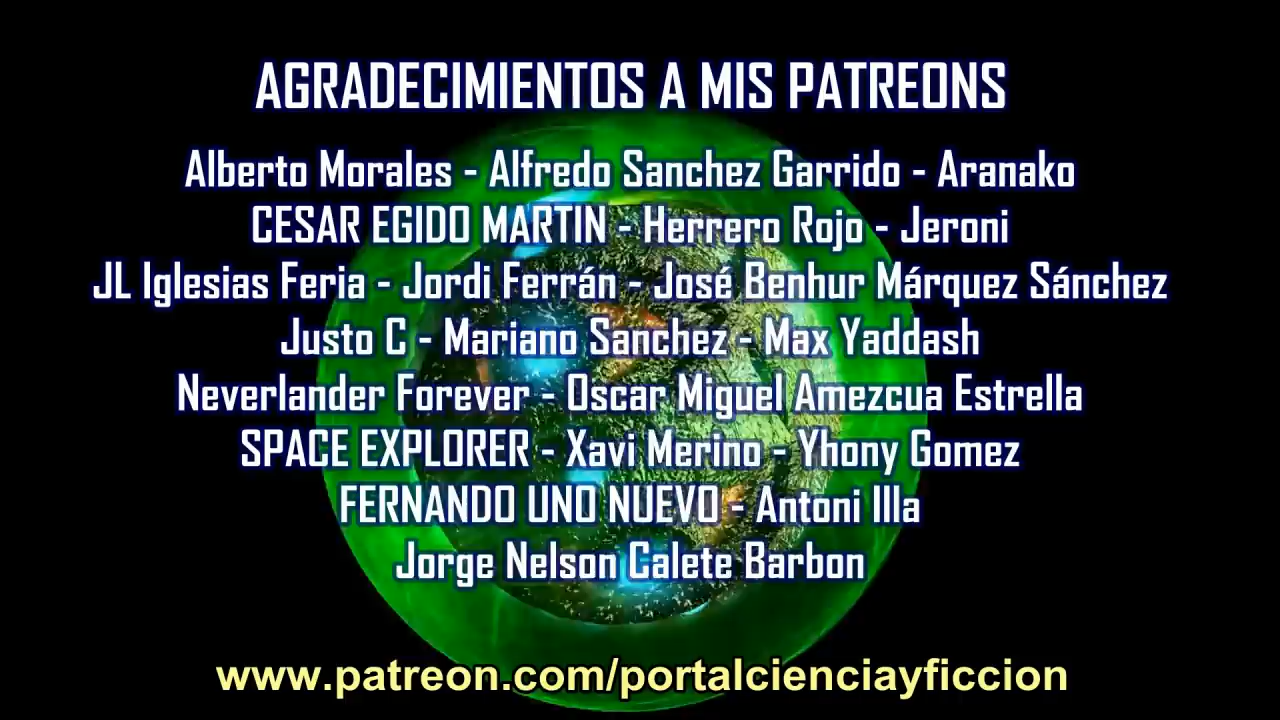 AGRADECIMIENTOS A MIS PATREONS
Alberto Morales - Alfredo Sanchez Garrido - Aranako
CESAR EGIDO MARTIN - Herrero Rojo - Jeroni
JL Iglesias Feria - Jordi Ferrán - José Benhur Márquez Sánchez
Justo C - Mariano Sanchez - Max Yaddash
Neverlander Forever - Oscar Miguel Amezcua Estrella
SPACE EXPLORER - Xavi Merino - Yhony Gomez
FERNANDO UNO NUEVO - Antoni Illa
Jorge Nelson Calete Barbon
www.patreon.com/portalcienciayficcion